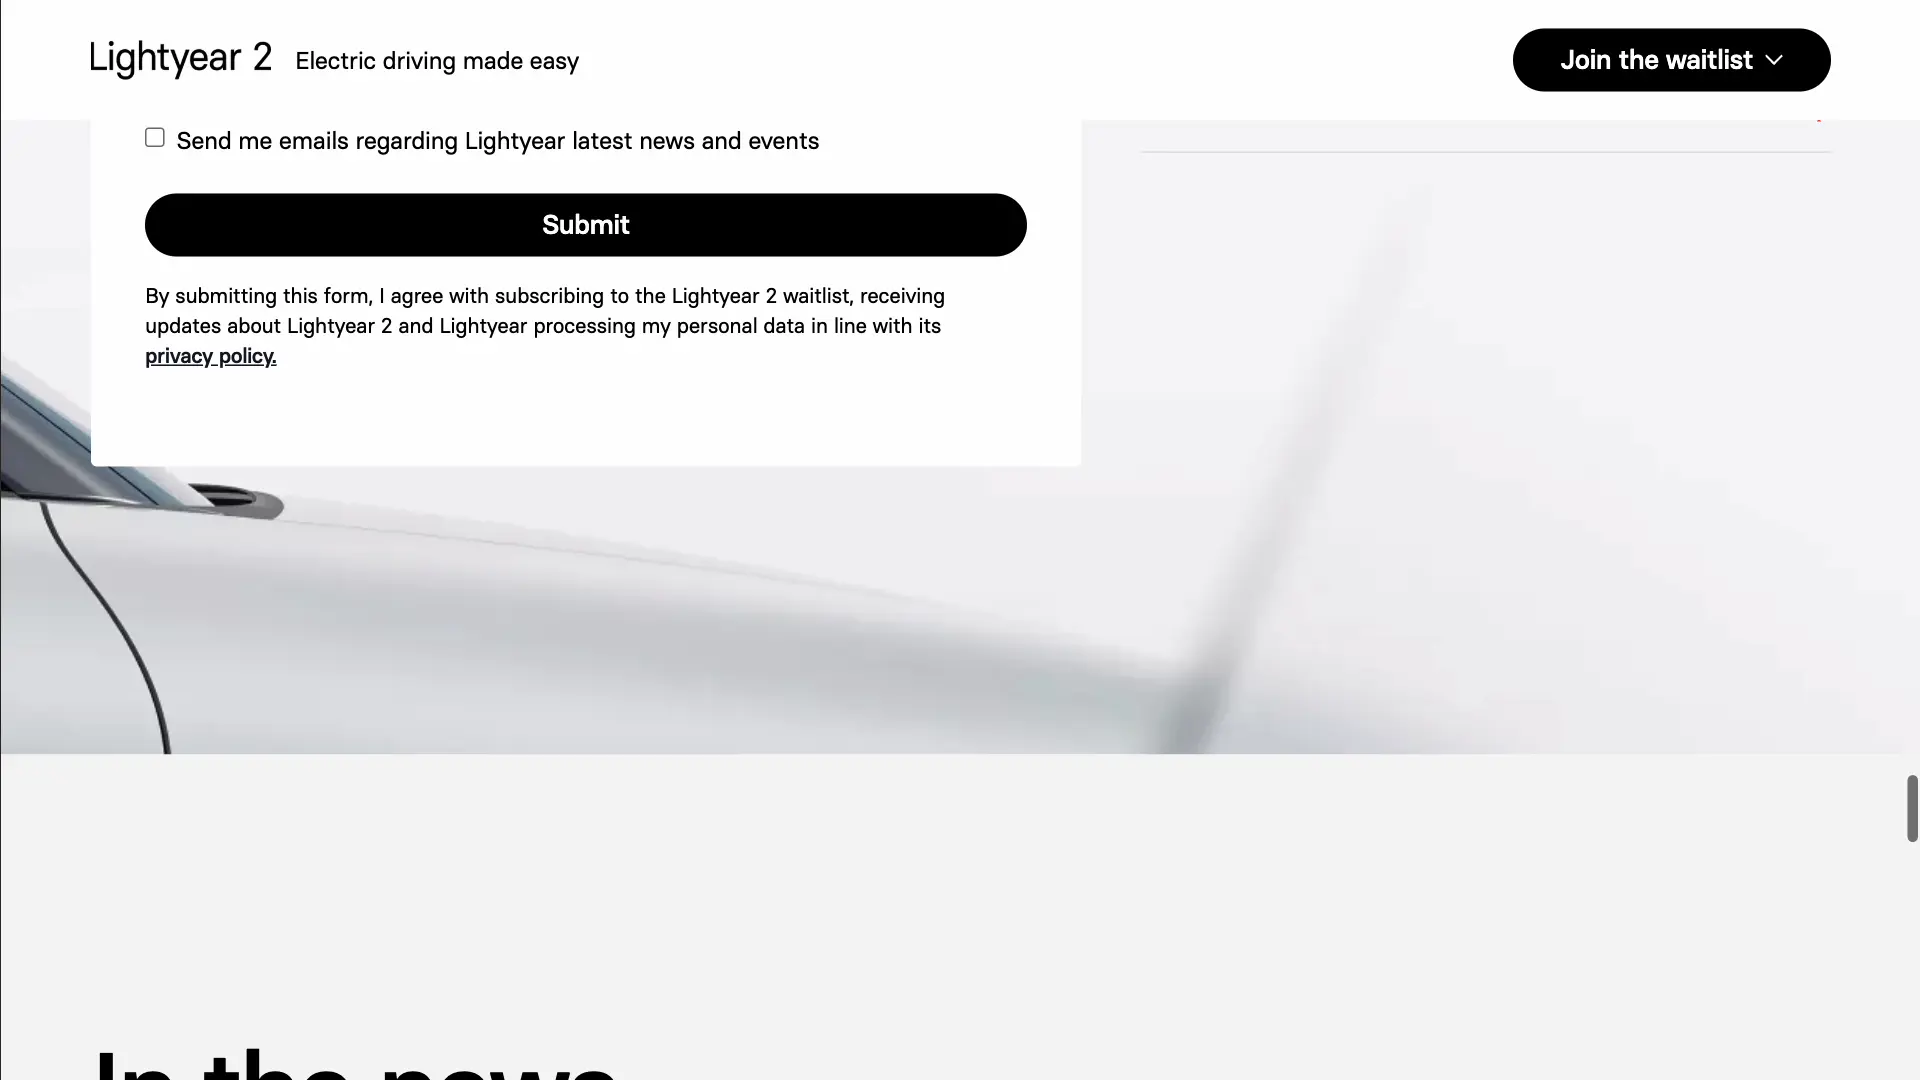 Lightyear 2 Electric driving made easy
Join the waitlist
Send me emails regarding Lightyear latest news and events
Submit
By submitting this form, I agree with subscribing to the Lightyear 2 waitlist, receiving
updates about Lightyear 2 and Lightyear processing my personal data in line with its
privacy policy.
In the news